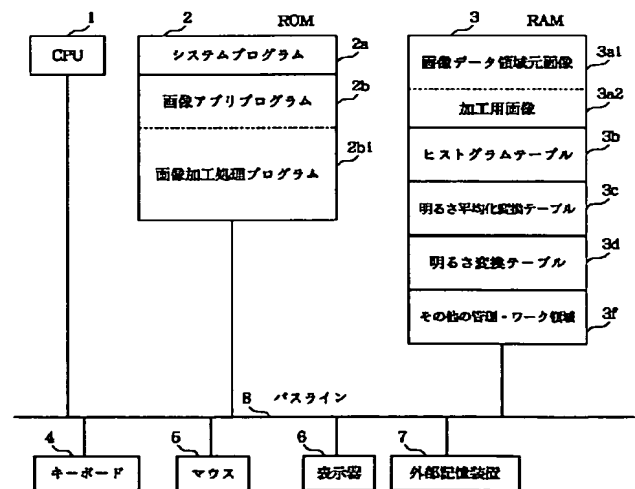 1
CPU
2
ROM
システムプログラム
2a
画像アプリプログラム
2b
画像加工処理プログラム
2b1
3
RAM
画像データ領域元画像
3a1
加工用画像
3a2
ヒストグラムテーブル
3b
明るさ平均化変換テーブル
3c
明るさ変換テーブル
3d
その他の管理・ワーク領域
3f
B
バスライン
4
キーボード
5
マウス
6
表示器
7
外部記憶装置